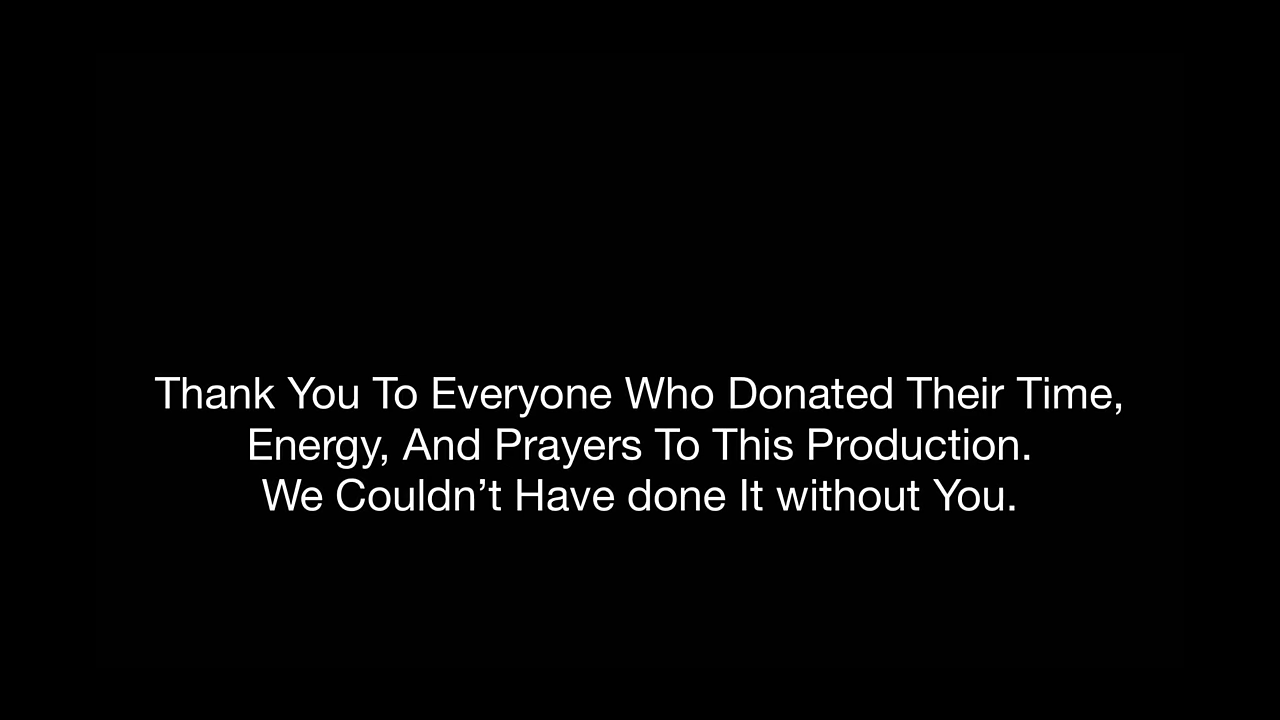 Thank You To Everyone Who Donated Their Time,
Energy, And Prayers To This Production.
We Couldn’t Have done It without You.